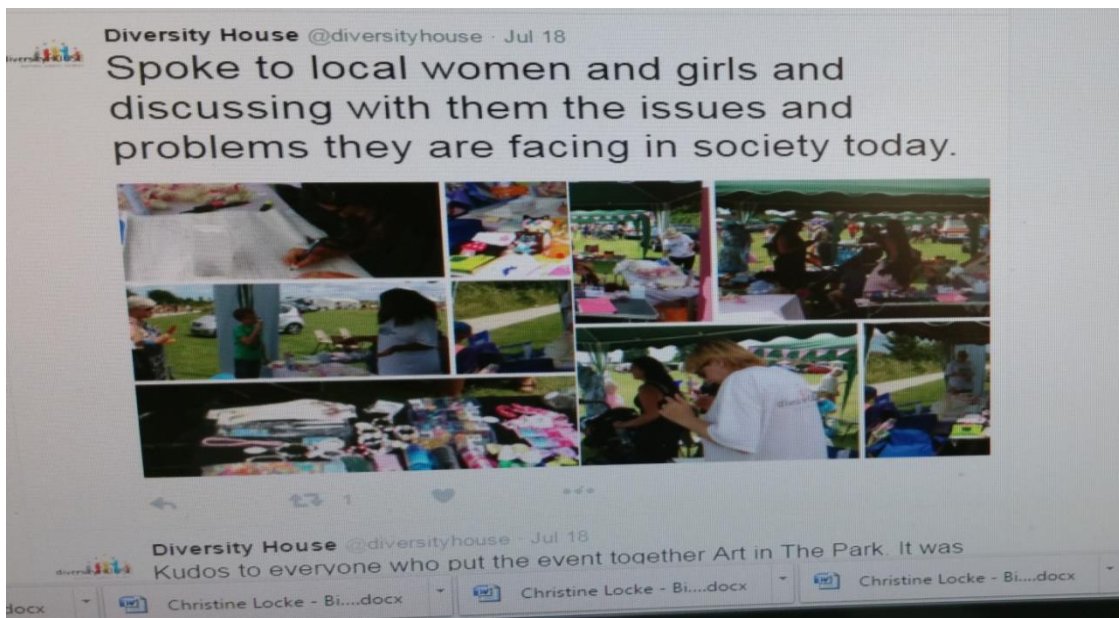 Diversity House @diversityhouse · Jul 18
Spoke to local women and girls and
discussing with them the issues and
problems they are facing in society today.
1
Diversity House @diversityhouse · Jul 18
Kudos to everyone who put the event together Art in The Park. It was
docx
Christine Locke - Bi....docx
Christine Locke - Bi....docx
Christine Locke - Bi....docx